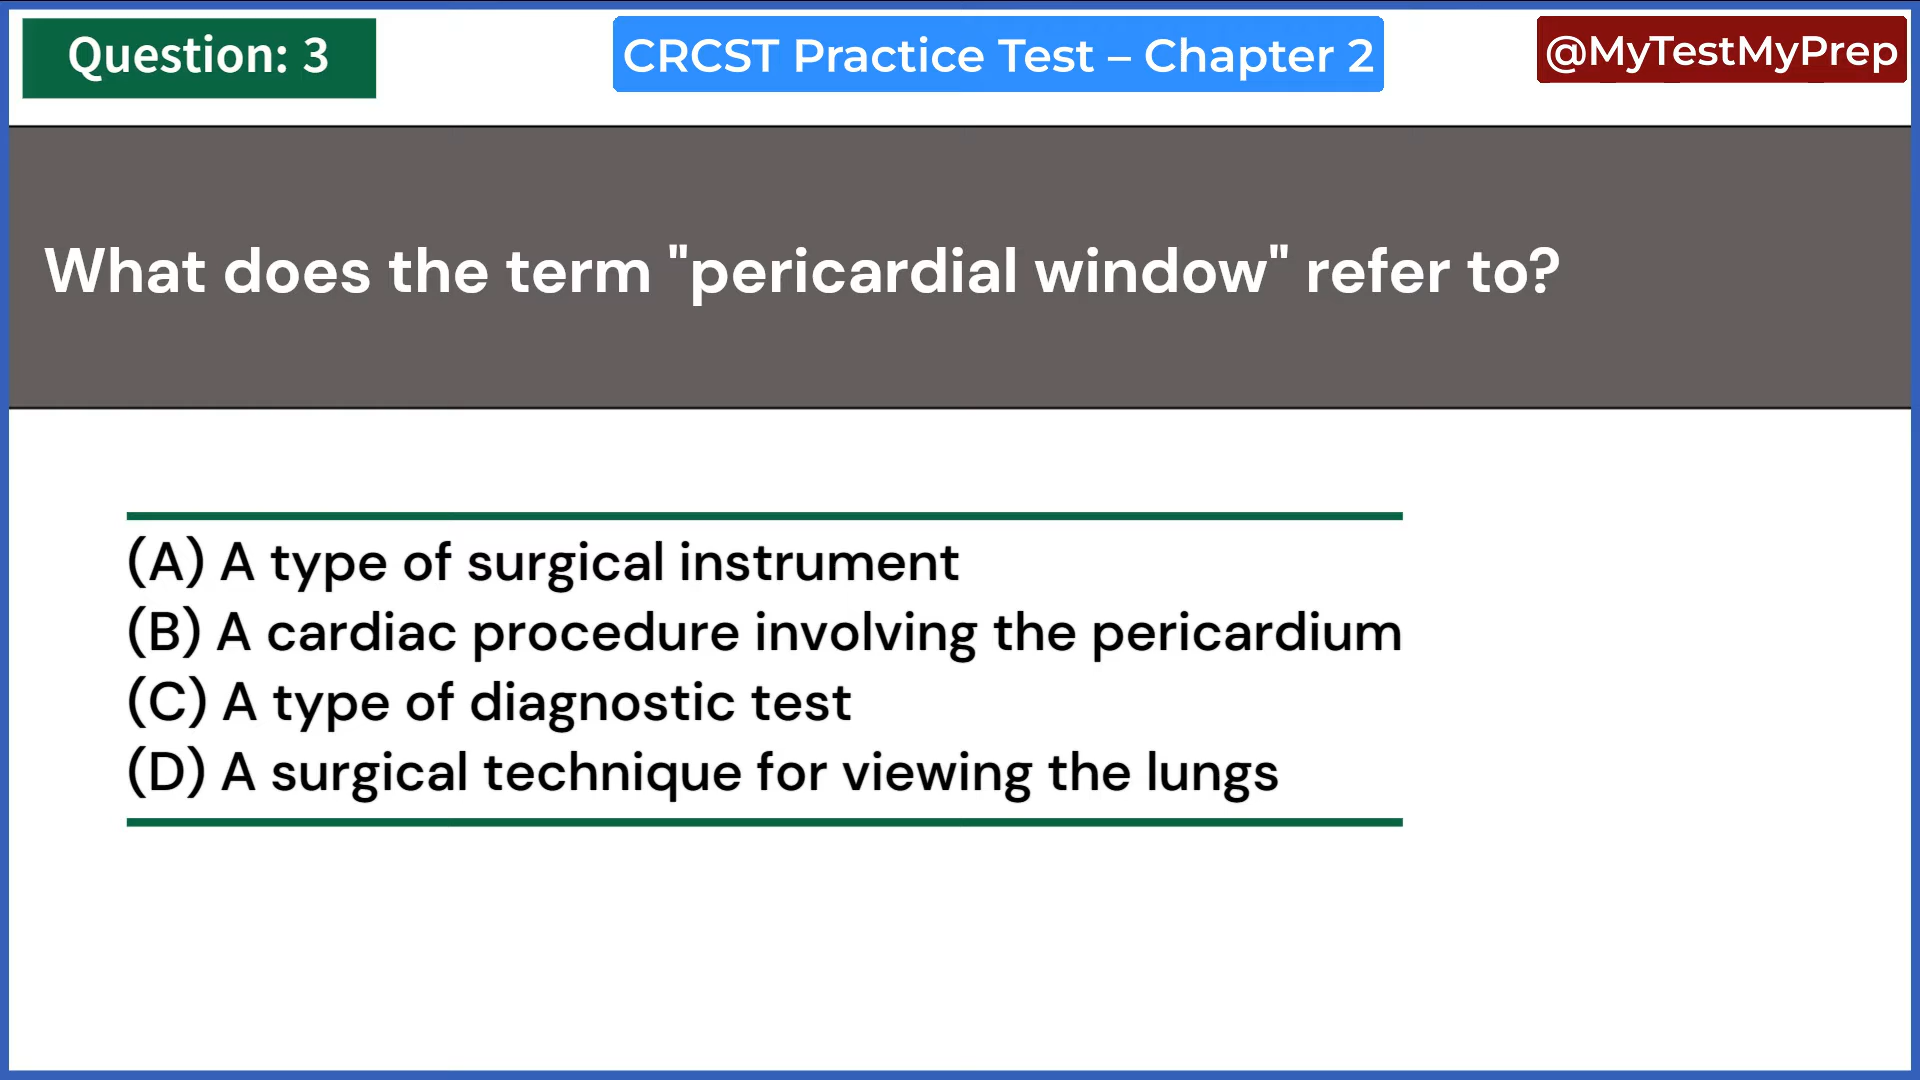 Question: 3
CRCST Practice Test – Chapter 2
@MyTestMyPrep
What does the term "pericardial window" refer to?
(A) A type of surgical instrument
(B) A cardiac procedure involving the pericardium
(C) A type of diagnostic test
(D) A surgical technique for viewing the lungs